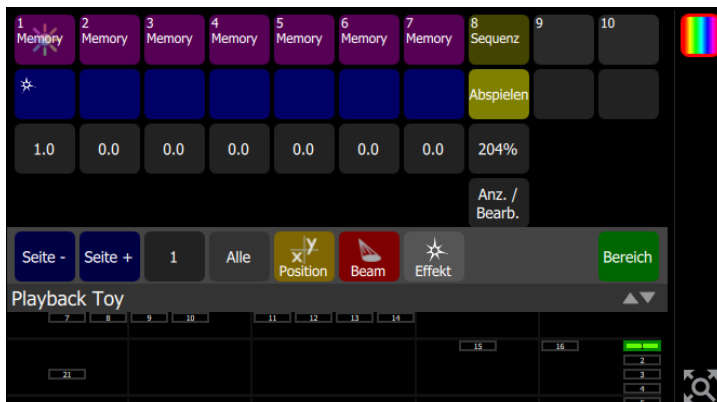 1 2 3 4 5 6 7 8 9 10
Memory Memory Memory Memory Memory Memory Memory Sequenz
Abspielen
1.0 0.0 0.0 0.0 0.0 0.0 0.0 204%
Anz. /
Bearb.
Seite - Seite + 1 Alle Position Beam Effekt Bereich
Playback Toy
7 8 9 10 11 12 13 14
15 16
2
21 3
4